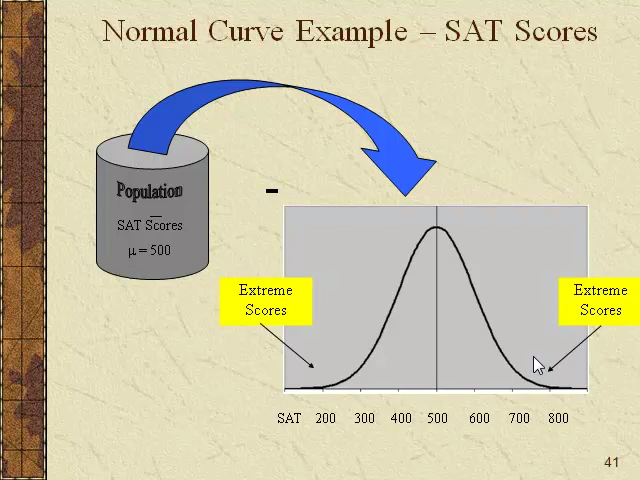 Normal Curve Example – SAT Scores
Population
SAT Scores
μ = 500
Extreme
Scores
Extreme
Scores
SAT 200 300 400 500 600 700 800
41